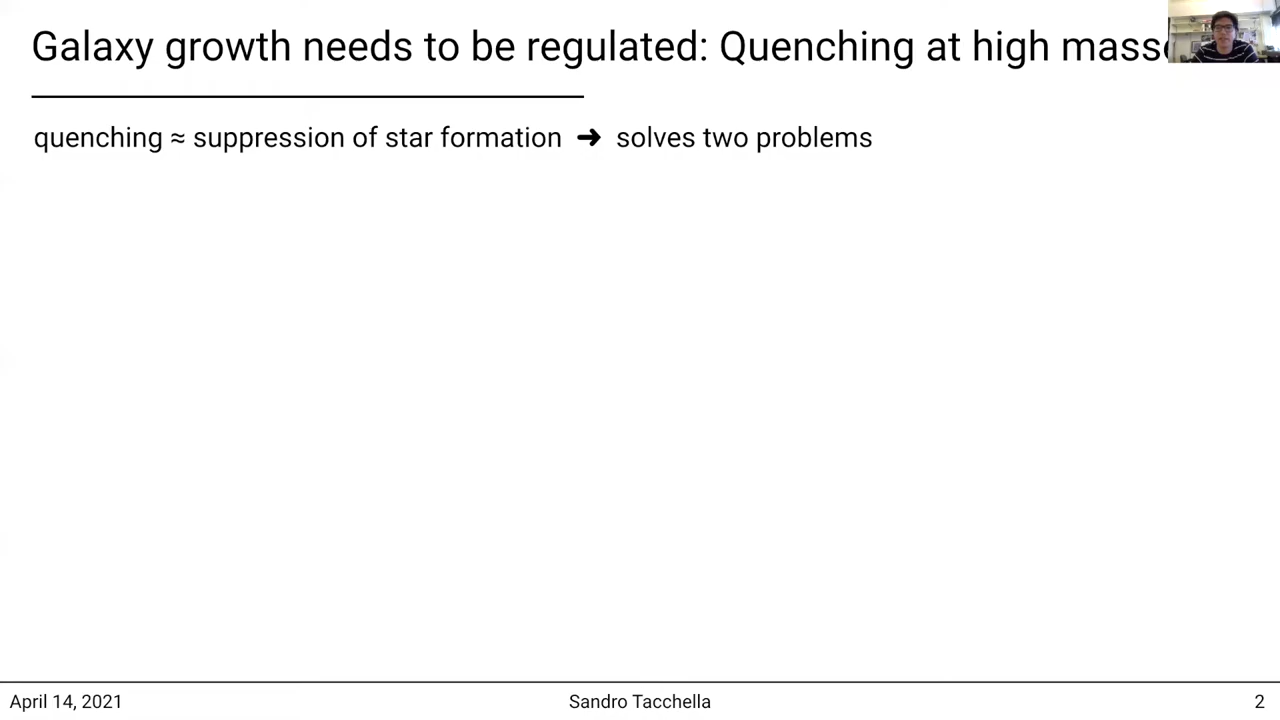 Galaxy growth needs to be regulated: Quenching at high
quenching ≈ suppression of star formation ➜ solves two problems
April 14, 2021
Sandro Tacchella
2